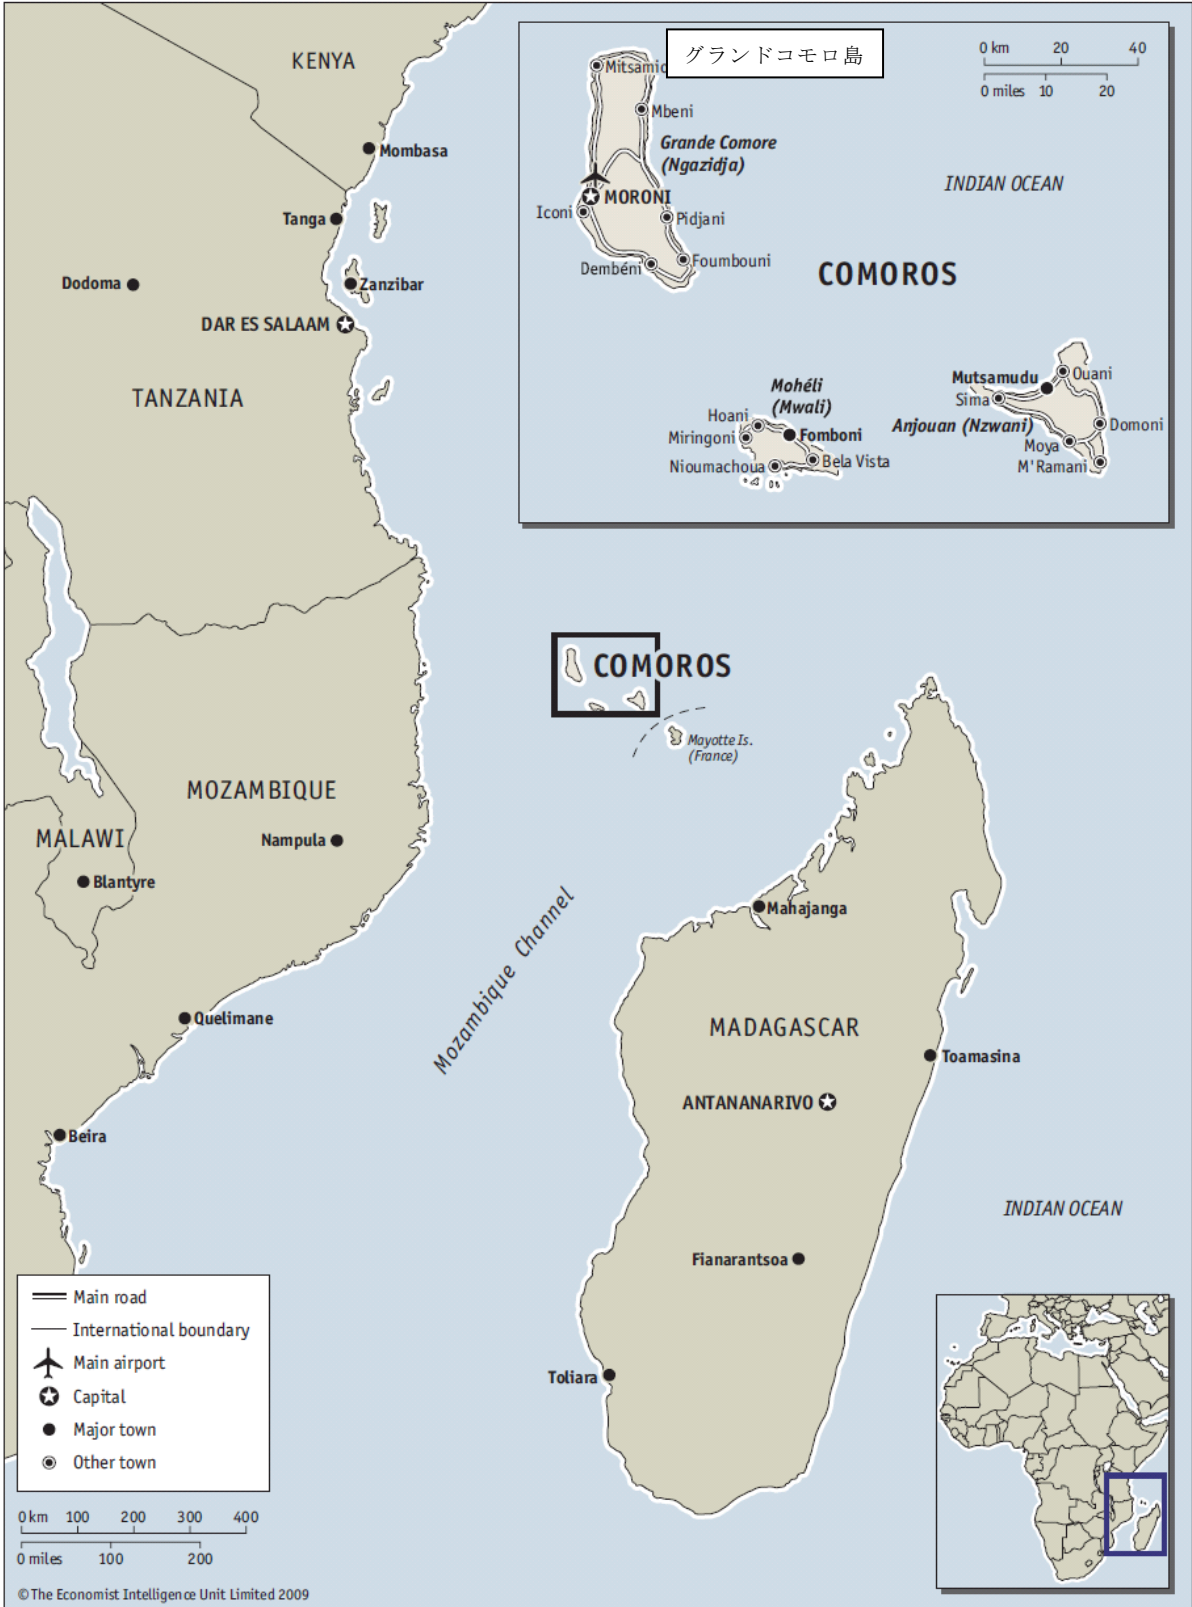 KENYA
Mombasa
Tanga
Dodoma
Zanzibar
DAR ES SALAAM
TANZANIA
グランドコモロ島
0 km 20 40
0 miles 10 20
Mbeni
Grande Comore
(Ngazidja)
INDIAN OCEAN
MORONI
Iconi
Pidjani
Dembéni
Foumbouni
COMOROS
Mohéli
(Mwali)
Hoani
Miringoni
Fomboni
Nioumachoua
Bela Vista
Mutsamudu
Ouani
Sima
Anjouan (Nzwani)
Domoni
Moya
M'Ramani
COMOROS
Mayotte Is.
(France)
MOZAMBIQUE
MALAWI
Nampula
Blantyre
Mozambique Channel
Mahajanga
Quelimane
MADAGASCAR
Toamasina
ANTANANARIVO
Beira
INDIAN OCEAN
Fianarantsoa
Toliara
Main road
International boundary
Main airport
Capital
Major town
Other town
0 km 100 200 300 400
0 miles 100 200
© The Economist Intelligence Unit Limited 2009